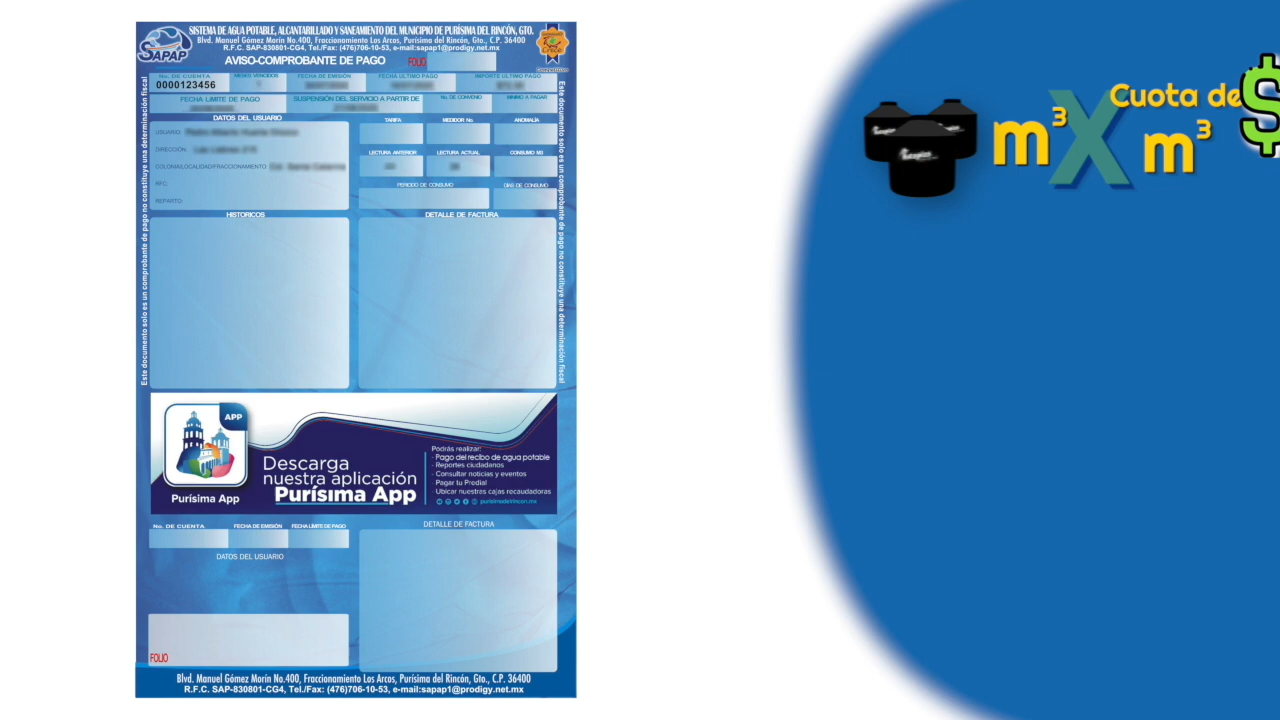 SISTEMA DE AGUA POTABLE, ALCANTARILLADO Y SANEAMIENTO DEL MUNICIPIO DE PURÍSIMA DEL RINCÓN, GTO.
Blvd. Manuel Gómez Morín No.400, Fraccionamiento Los Arcos, Purísima del Rincón, Gto., C.P. 36400
R.F.C. SAP-830801-CG4, Tel./Fax: (476)706-10-53, e-mail:sapap1@prodigy.net.mx
SAPAP
AVISO-COMPROBANTE DE PAGO
FOLIO
No. DE CUENTA
MESES VENCIDOS
FECHA DE EMISIÓN
FECHA ÚLTIMO PAGO
IMPORTE ÚLTIMO PAGO
0000123456
FECHA LÍMITE DE PAGO
SUSPENSIÓN DEL SERVICIO A PARTIR DE
No. DE CONVENIO
MÍNIMO A PAGAR
Este documento solo es un comprobante de pago no constituye una determinación fiscal
Este documento solo es un comprobante de pago no constituye una determinación fiscal
DATOS DEL USUARIO
USUARIO:
DIRECCIÓN:
COLONIA/LOCALIDAD/FRACCIONAMIENTO:
RFC:
REPARTO:
TARIFA
MEDIDOR No.
ANOMALÍA
LECTURA ANTERIOR
LECTURA ACTUAL
CONSUMO M3
PERIODO DE CONSUMO
DÍAS DE CONSUMO
HISTORICOS
DETALLE DE FACTURA
APP
Purísima App
Descarga
nuestra aplicación
Purísima App
Podrás realizar:
· Pago del recibo de agua potable
· Reportes ciudadanos
· Consultar noticias y eventos
· Pagar tu Predial
· Ubicar nuestras cajas recaudadoras
purisimadelrincon.mx
No. DE CUENTA
FECHA DE EMISIÓN
FECHA LÍMITE DE PAGO
DETALLE DE FACTURA
DATOS DEL USUARIO
FOLIO
Blvd. Manuel Gómez Morín No.400, Fraccionamiento Los Arcos, Purísima del Rincón, Gto., C.P. 36400
R.F.C. SAP-830801-CG4, Tel./Fax: (476)706-10-53, e-mail:sapap1@prodigy.net.mx
m³ X Cuota de
m³
$